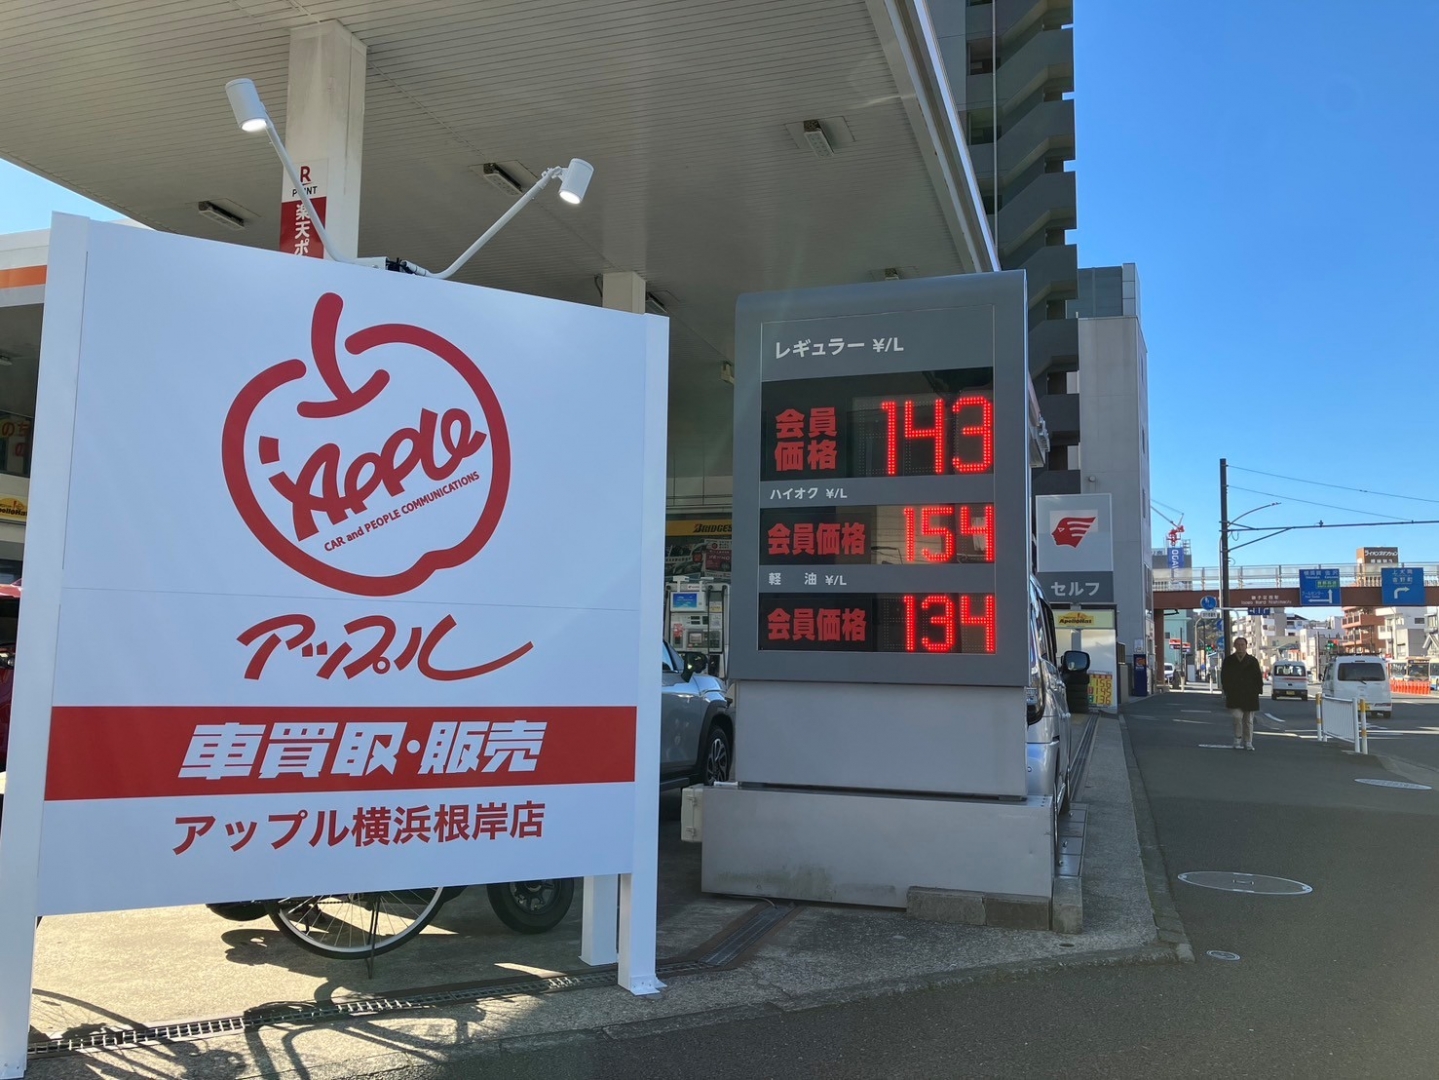 R
POINT
楽天ポ
Apple
CAR and PEOPLE COMMUNICATIONS
アップル
車買取・販売
アップル横浜根岸店
レギュラー ¥/L
会員
価格
143
ハイオク ¥/L
会員価格 154
軽 油 ¥/L
会員価格 134
セルフ